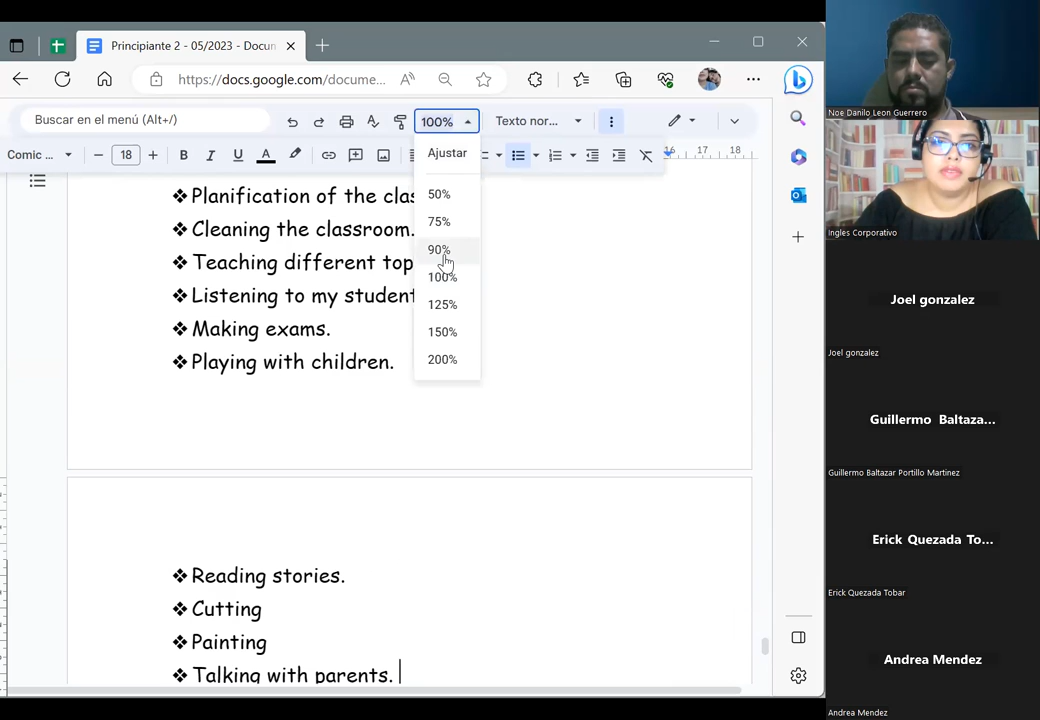 Principiante 2 - 05/2023 - Docun
https://docs.google.com/docume...
Buscar en el menú (Alt+/)
100%
Texto nor...
Comic ...
18
16 17 18
Ajustar
50%
75%
90%
100%
125%
150%
200%
❖Planification of the clas
❖Cleaning the classroom.
❖Teaching different top
❖Listening to my student
❖Making exams.
❖Playing with children.
❖Reading stories.
❖Cutting
❖Painting
❖Talking with parents.
Noe Danilo Leon Guerrero
Ingles Corporativo
Joel gonzalez
Joel gonzalez
Guillermo Baltaza...
Guillermo Baltazar Portillo Martinez
Erick Quezada To...
Erick Quezada Tobar
Andrea Mendez
Andrea Mendez